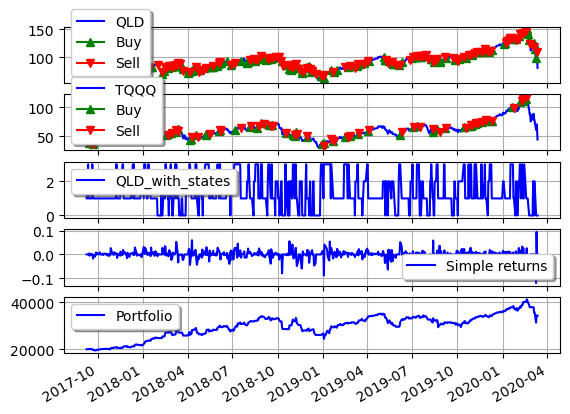 QLD
Buy
Sell
150
100
TQQQ
Buy
Sell
100
50
QLD_with_states
2
0
0.1
0.0
−0.1
Simple returns
40000
20000
Portfolio
2017-10
2018-01
2018-04
2018-07
2018-10
2019-01
2019-04
2019-07
2019-10
2020-01
2020-04